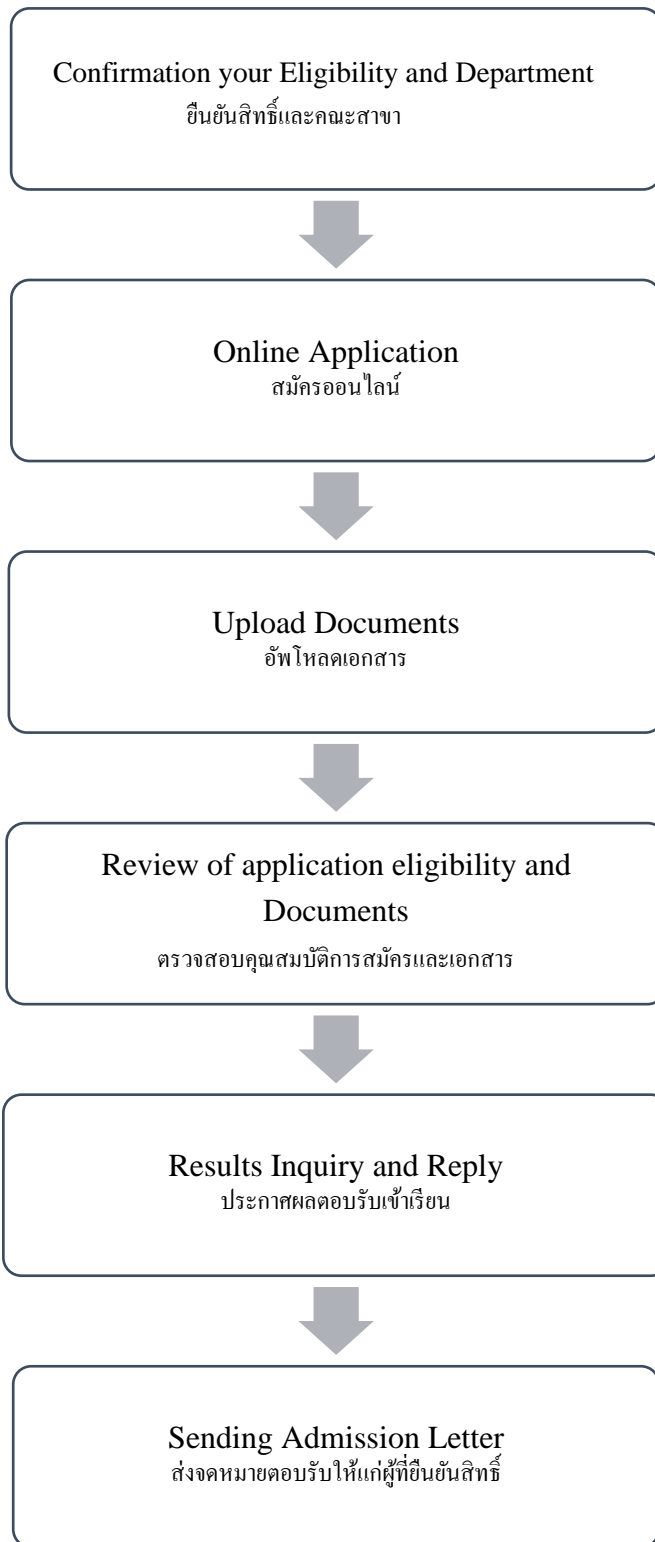 Confirmation your Eligibility and Department
ยืนยันสิทธิ์และคณะสาขา
Online Application
สมัครออนไลน์
Upload Documents
อัพโหลดเอกสาร
Review of application eligibility and
Documents
ตรวจสอบคุณสมบัติการสมัครและเอกสาร
Results Inquiry and Reply
ประกาศผลตอบรับเข้าเรียน
Sending Admission Letter
ส่งจดหมายตอบรับให้แก่ผู้ที่ยืนยันสิทธิ์